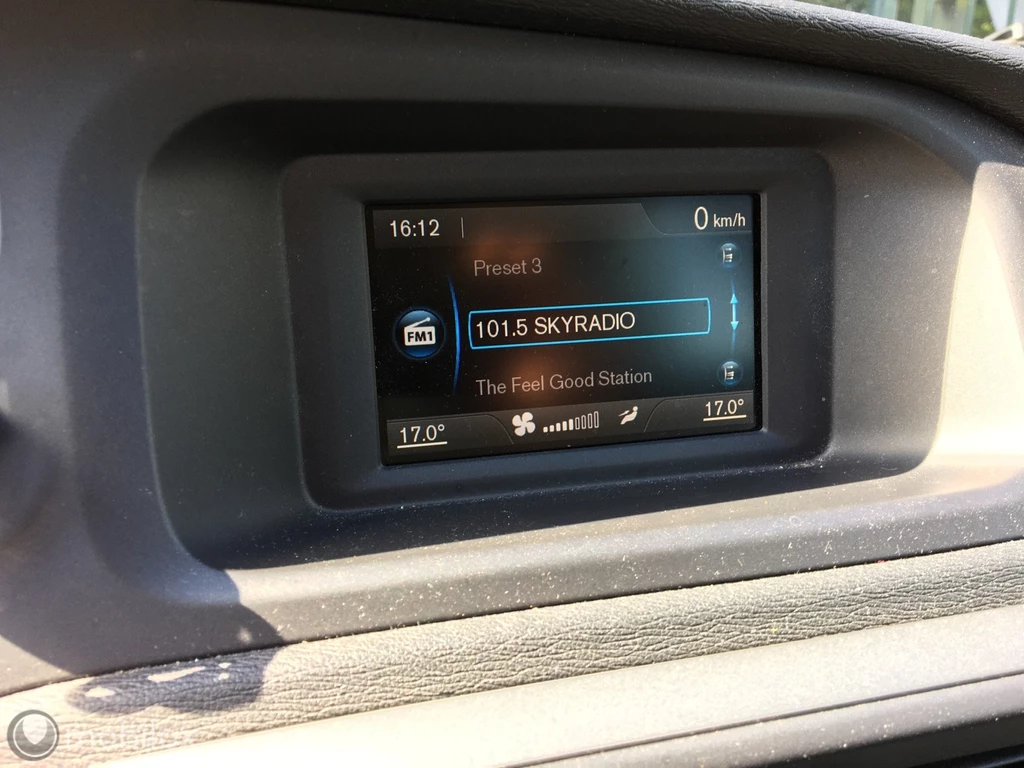 16:12
0 km/h
Preset 3
FM1
101.5 SKYRADIO
The Feel Good Station
17.0°
17.0°